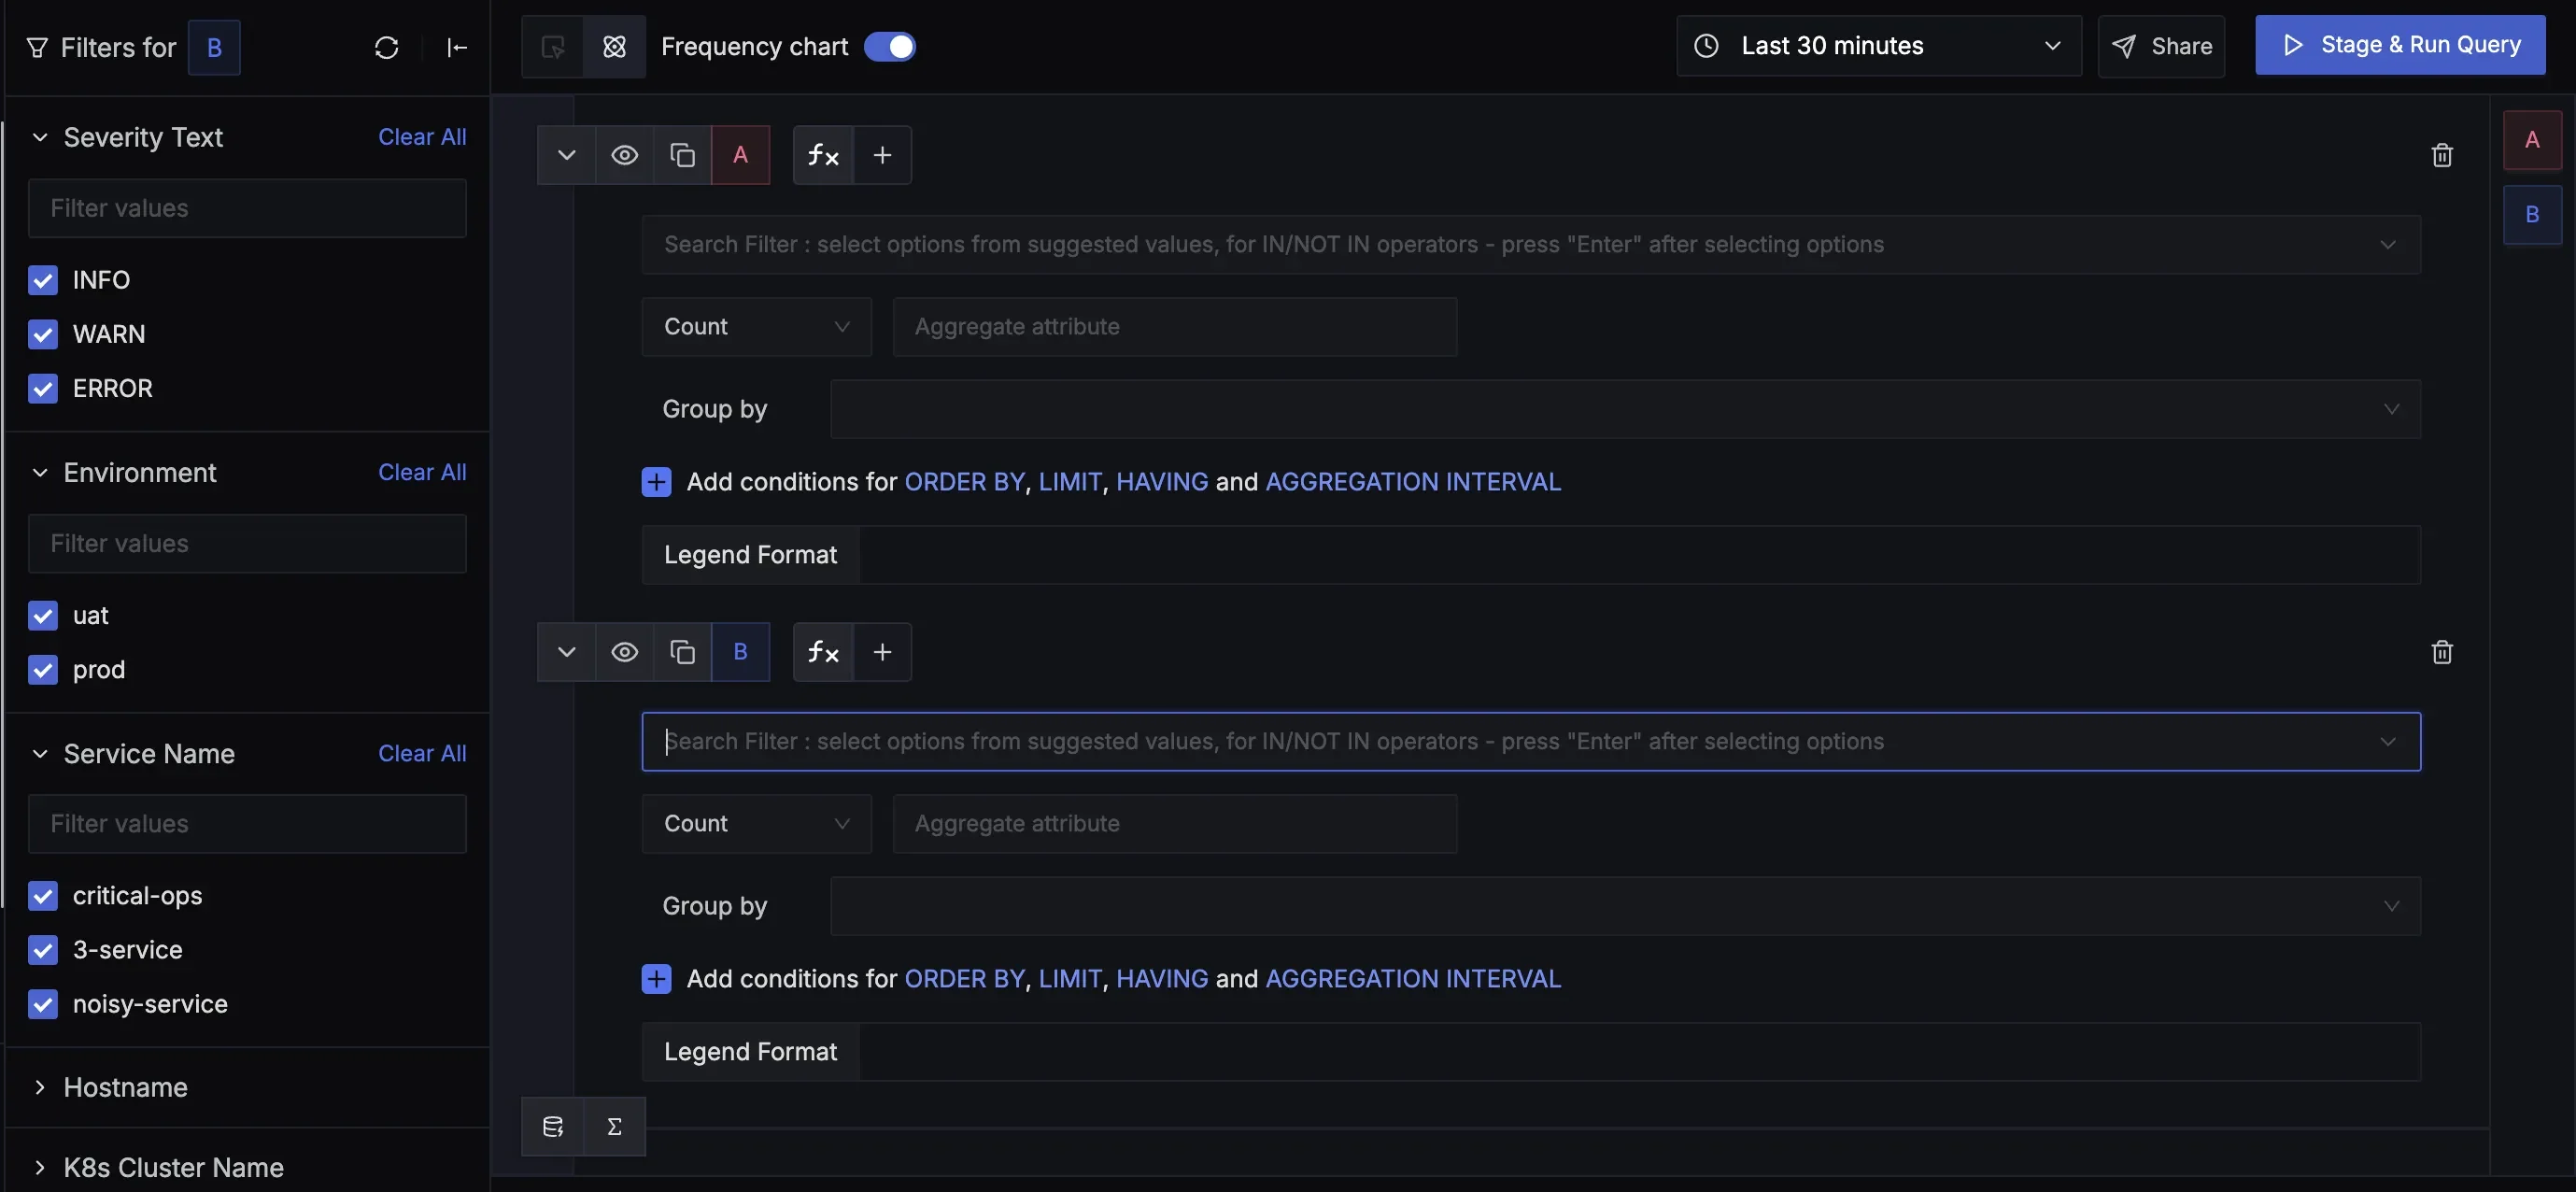 Filters for B
Frequency chart
Last 30 minutes
Share
Stage & Run Query
Severity Text Clear All
Filter values
INFO
WARN
ERROR
Environment Clear All
Filter values
uat
prod
Service Name Clear All
Filter values
critical-ops
3-service
noisy-service
Hostname
K8s Cluster Name
A fx +
Search Filter : select options from suggested values, for IN/NOT IN operators - press "Enter" after selecting options
Count Aggregate attribute
Group by
+ Add conditions for ORDER BY, LIMIT, HAVING and AGGREGATION INTERVAL
Legend Format
B fx +
Search Filter : select options from suggested values, for IN/NOT IN operators - press "Enter" after selecting options
Count Aggregate attribute
Group by
+ Add conditions for ORDER BY, LIMIT, HAVING and AGGREGATION INTERVAL
Legend Format
Σ
A
B